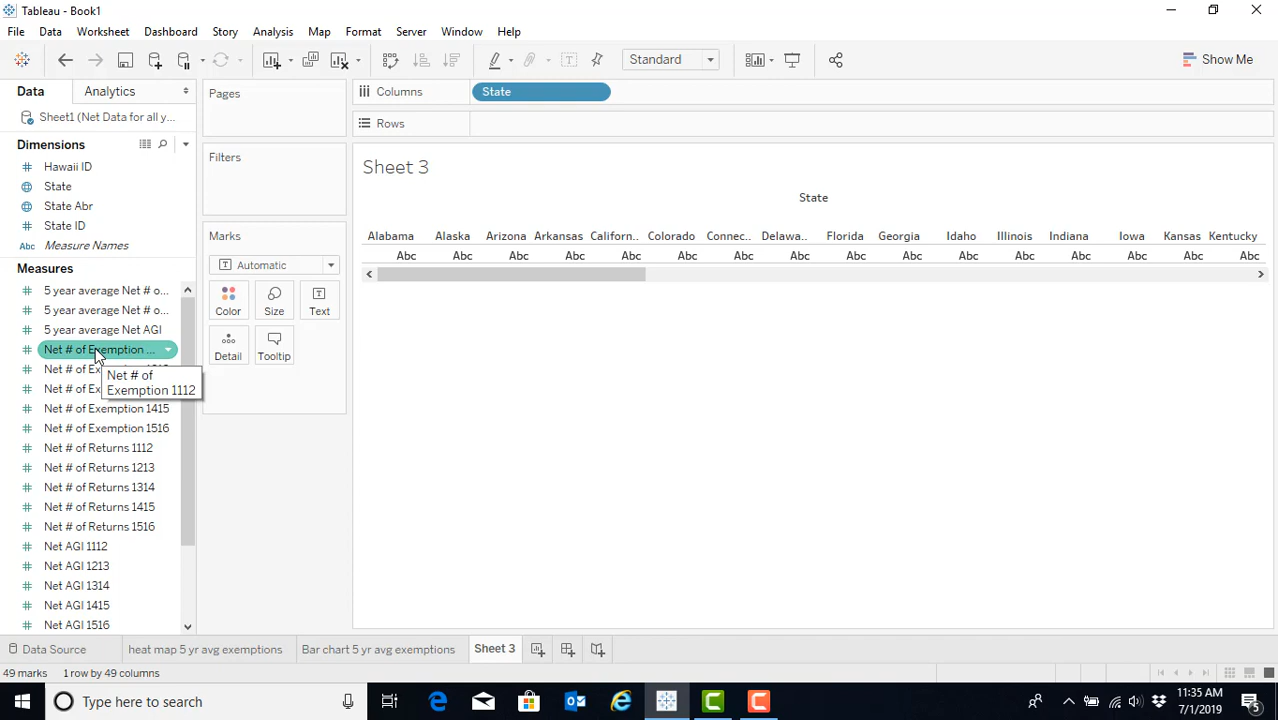 Tableau - Book1
File Data Worksheet Dashboard Story Analysis Map Format Server Window Help
Standard
Show Me
Data Analytics
Sheet1 (Net Data for all y...
Dimensions
Hawaii ID
State
State Abr
State ID
Abc Measure Names
Measures
5 year average Net # o...
5 year average Net # o...
5 year average Net AGI
Net # of Exemption ...
Net # of Ex
Net # of Ex
Net # of Exemption 1112
Net # of Exemption 1415
Net # of Exemption 1516
Net # of Returns 1112
Net # of Returns 1213
Net # of Returns 1314
Net # of Returns 1415
Net # of Returns 1516
Net AGI 1112
Net AGI 1213
Net AGI 1314
Net AGI 1415
Net AGI 1516
Pages
Filters
Marks
Automatic
Color Size Text
Detail Tooltip
Columns State
Rows
Sheet 3
State
Alabama Alaska Arizona Arkansas Californ.. Colorado Connec.. Delawa.. Florida Georgia Idaho Illinois Indiana Iowa Kansas Kentucky
Abc Abc Abc Abc Abc Abc Abc Abc Abc Abc Abc Abc Abc Abc Abc Abc
Data Source heat map 5 yr avg exemptions Bar chart 5 yr avg exemptions Sheet 3
49 marks 1 row by 49 columns
Type here to search
11:35 AM
7/1/2019
5